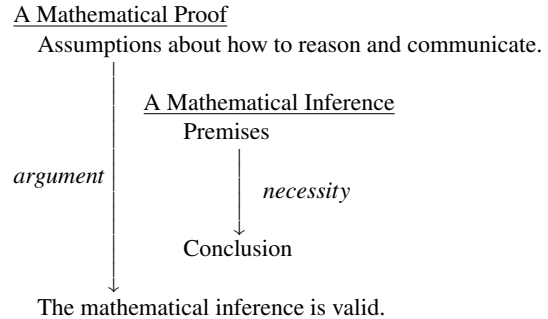 A Mathematical Proof
Assumptions about how to reason and communicate.
A Mathematical Inference
Premises
argument
necessity
Conclusion
The mathematical inference is valid.